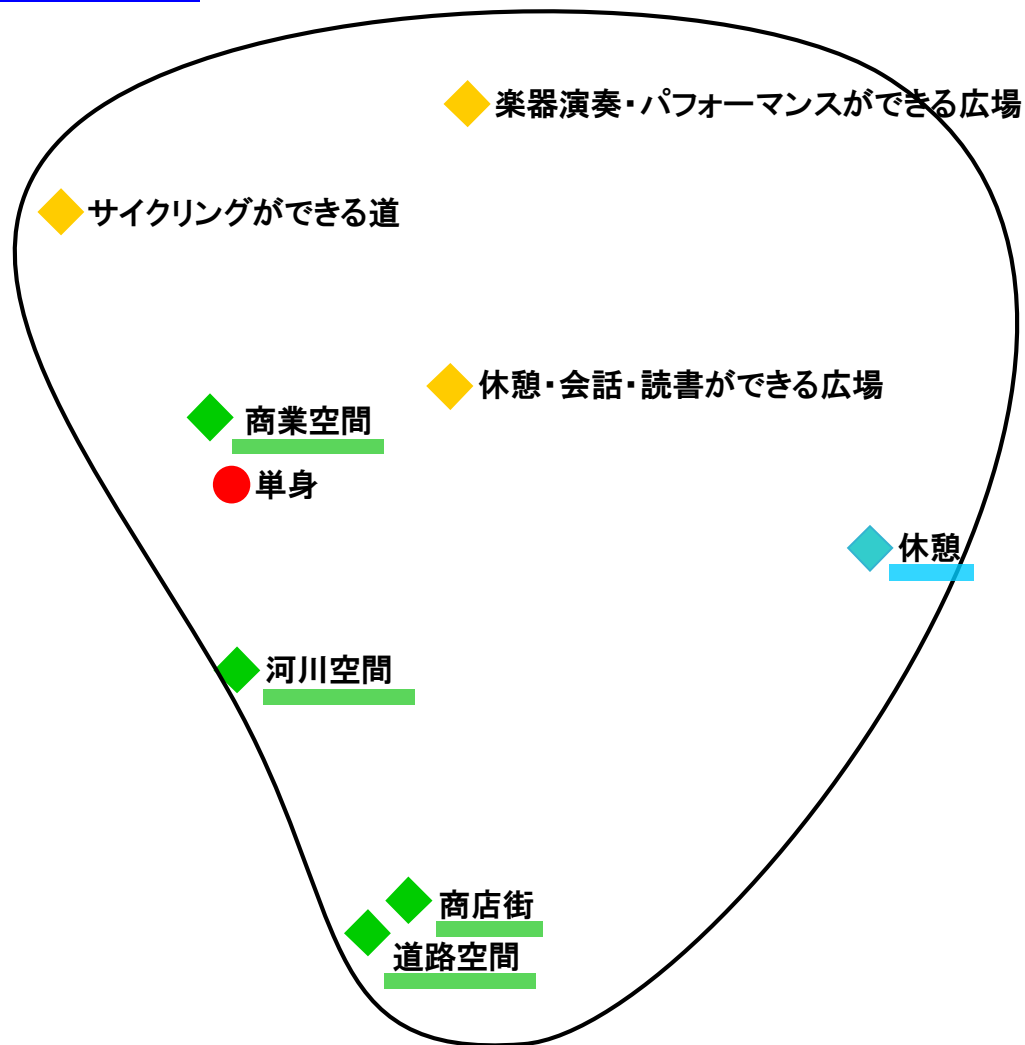 楽器演奏・パフォーマンスができる広場
サイクリングができる道
休憩・会話・読書ができる広場
商業空間
単身
休憩
河川空間
商店街
道路空間